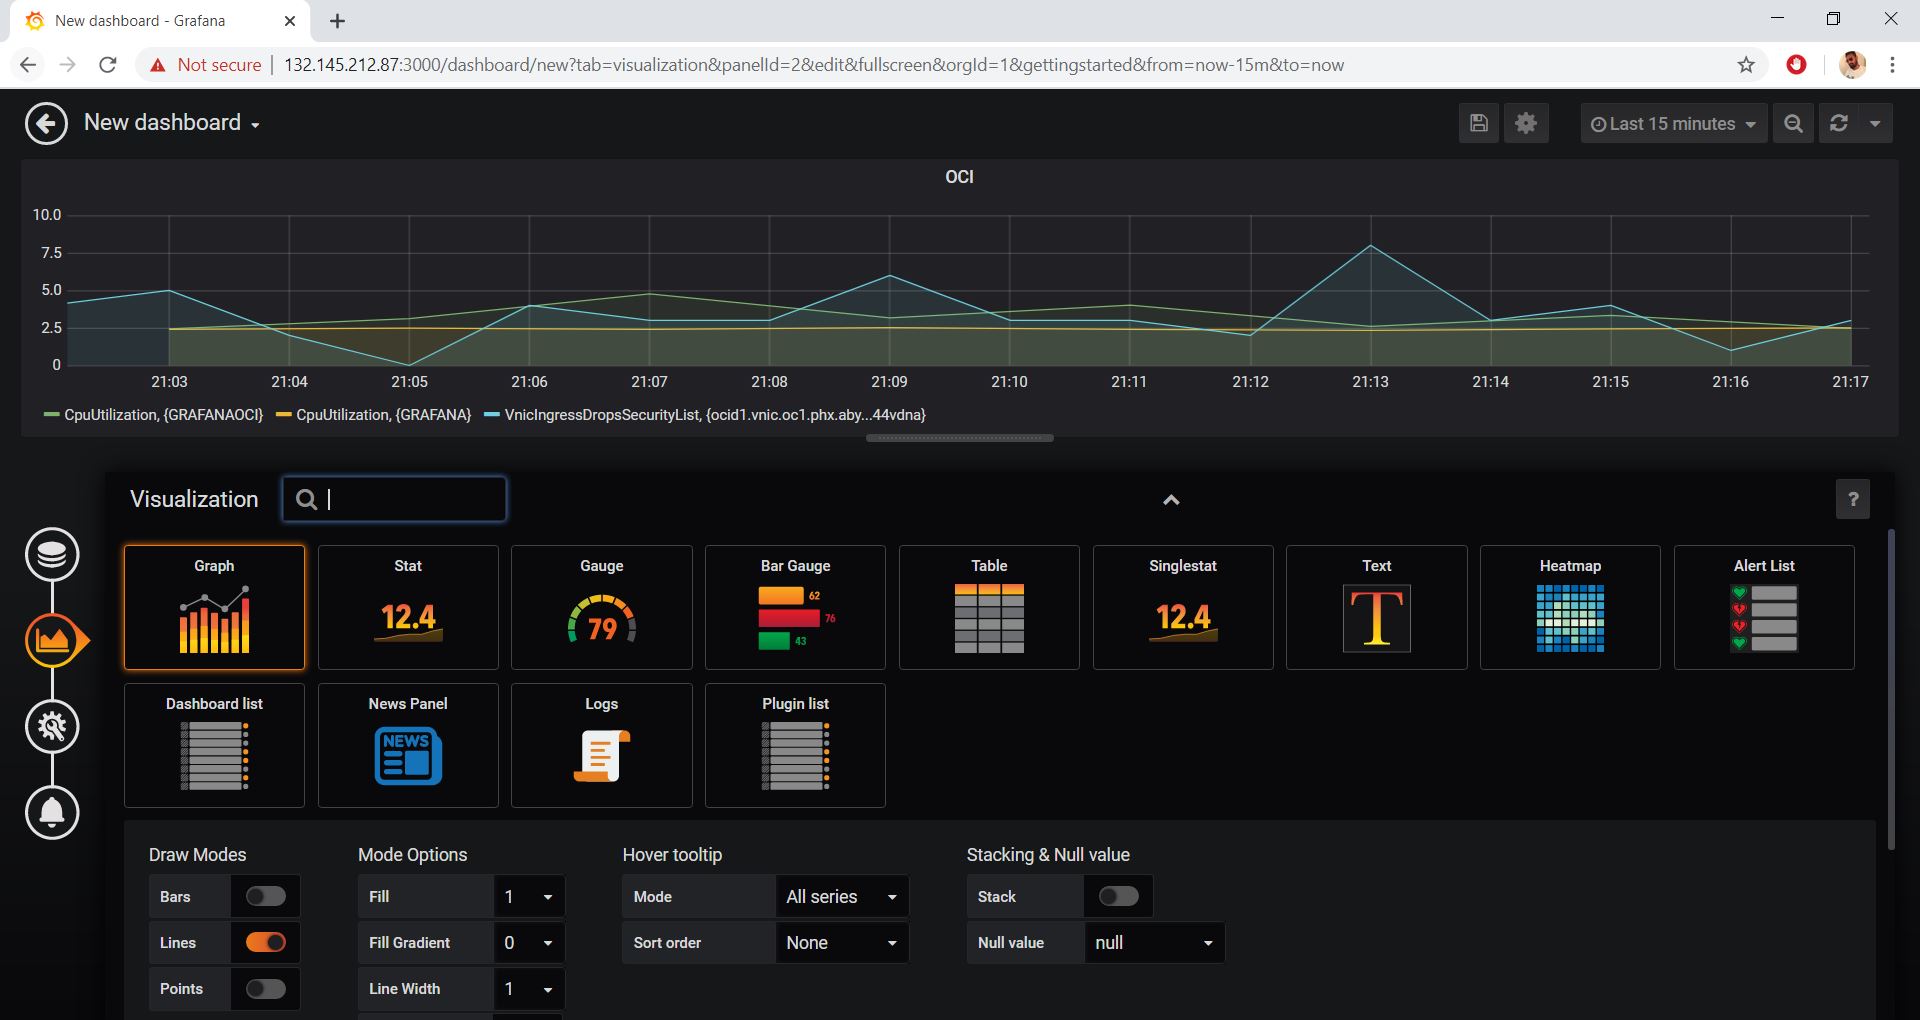 New dashboard - Grafana
Not secure | 132.145.212.87:3000/dashboard/new?tab=visualization&panelId=2&edit&fullscreen&orgId=1&gettingstarted&from=now-15m&to=now
New dashboard
Last 15 minutes
OCI
10.0
7.5
5.0
2.5
0
21:03 21:04 21:05 21:06 21:07 21:08 21:09 21:10 21:11 21:12 21:13 21:14 21:15 21:16 21:17
CpuUtilization, {GRAFANAOCI} CpuUtilization, {GRAFANA} VnicIngressDropsSecurityList, {ocid1.vnic.oc1.phx.aby...44vdna}
Visualization
?
Graph Stat Gauge Bar Gauge Table Singlestat Text Heatmap Alert List
12.4 79 62 76 43 12.4 T
Dashboard list News Panel Logs Plugin list
NEWS
Draw Modes Mode Options Hover tooltip Stacking & Null value
Bars Fill 1 Mode All series Stack
Lines Fill Gradient 0 Sort order None Null value null
Points Line Width 1